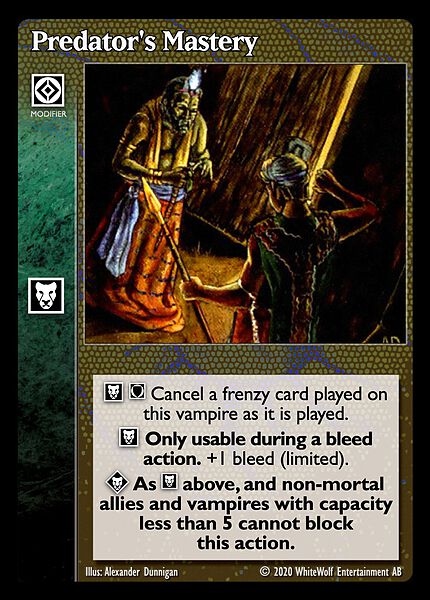 Predator's Mastery
MODIFIER
AD
Cancel a frenzy card played on
this vampire as it is played.
Only usable during a bleed
action. +1 bleed (limited).
As above, and non-mortal
allies and vampires with capacity
less than 5 cannot block
this action.
Illus: Alexander Dunnigan
© 2020 WhiteWolf Entertainment AB